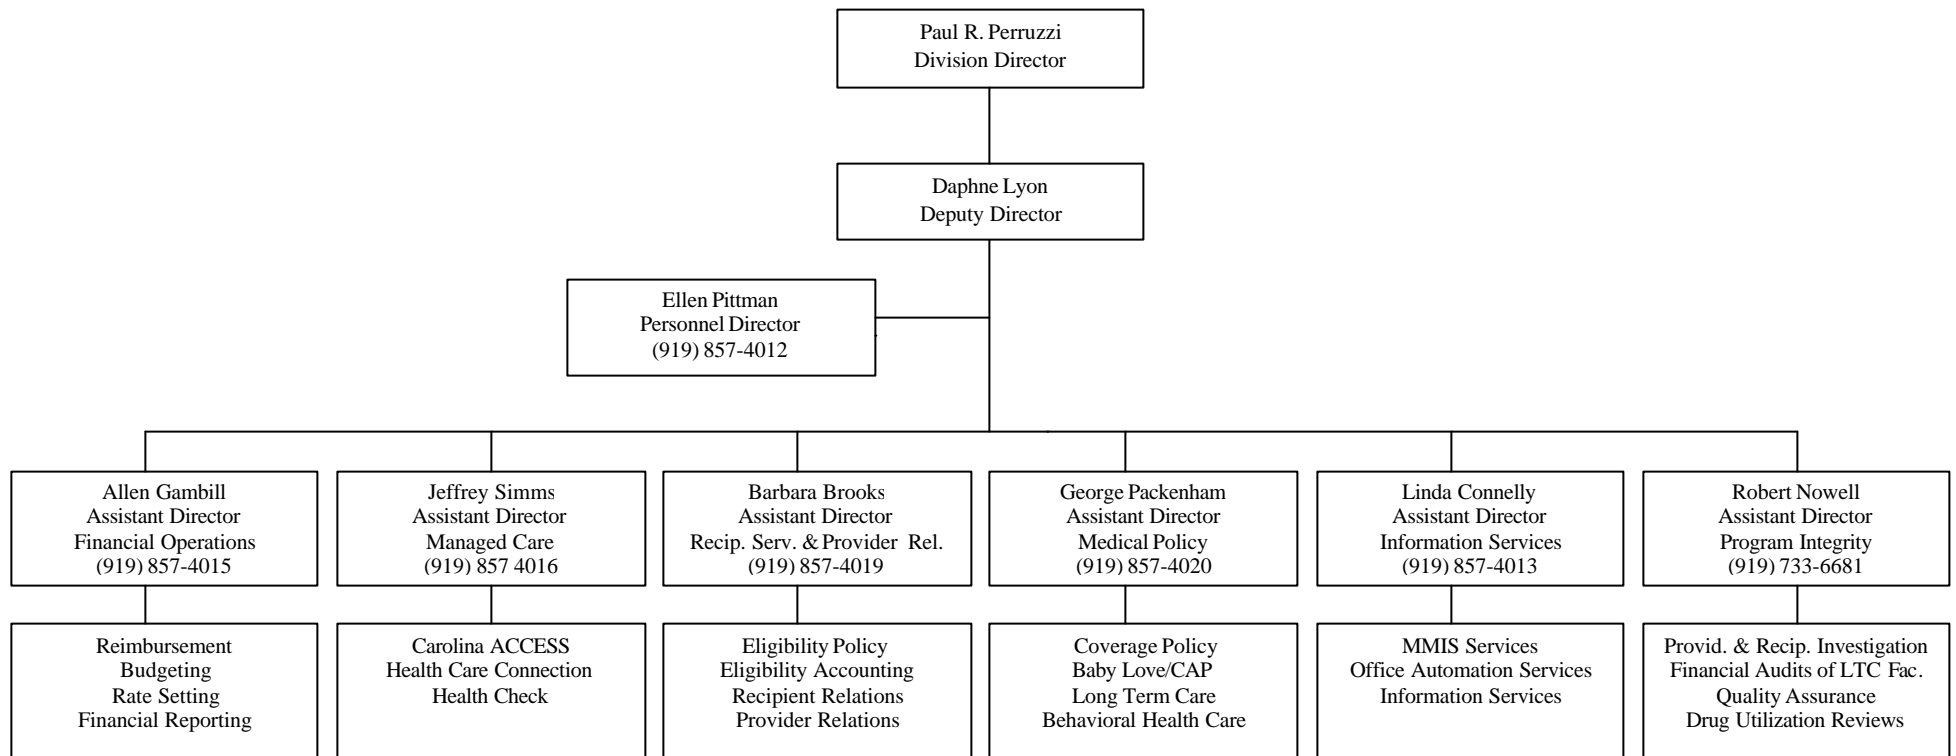 Paul R. Perruzzi
Division Director
Daphne Lyon
Deputy Director
Ellen Pittman
Personnel Director
(919) 857-4012
Allen Gambill
Assistant Director
Financial Operations
(919) 857-4015
Jeffrey Simms
Assistant Director
Managed Care
(919) 857 4016
Barbara Brooks
Assistant Director
Recip. Serv. & Provider Rel.
(919) 857-4019
George Packenham
Assistant Director
Medical Policy
(919) 857-4020
Linda Connelly
Assistant Director
Information Services
(919) 857-4013
Robert Nowell
Assistant Director
Program Integrity
(919) 733-6681
Reimbursement
Budgeting
Rate Setting
Financial Reporting
Carolina ACCESS
Health Care Connection
Health Check
Eligibility Policy
Eligibility Accounting
Recipient Relations
Provider Relations
Coverage Policy
Baby Love/CAP
Long Term Care
Behavioral Health Care
MMIS Services
Office Automation Services
Information Services
Provid. & Recip. Investigation
Financial Audits of LTC Fac.
Quality Assurance
Drug Utilization Reviews